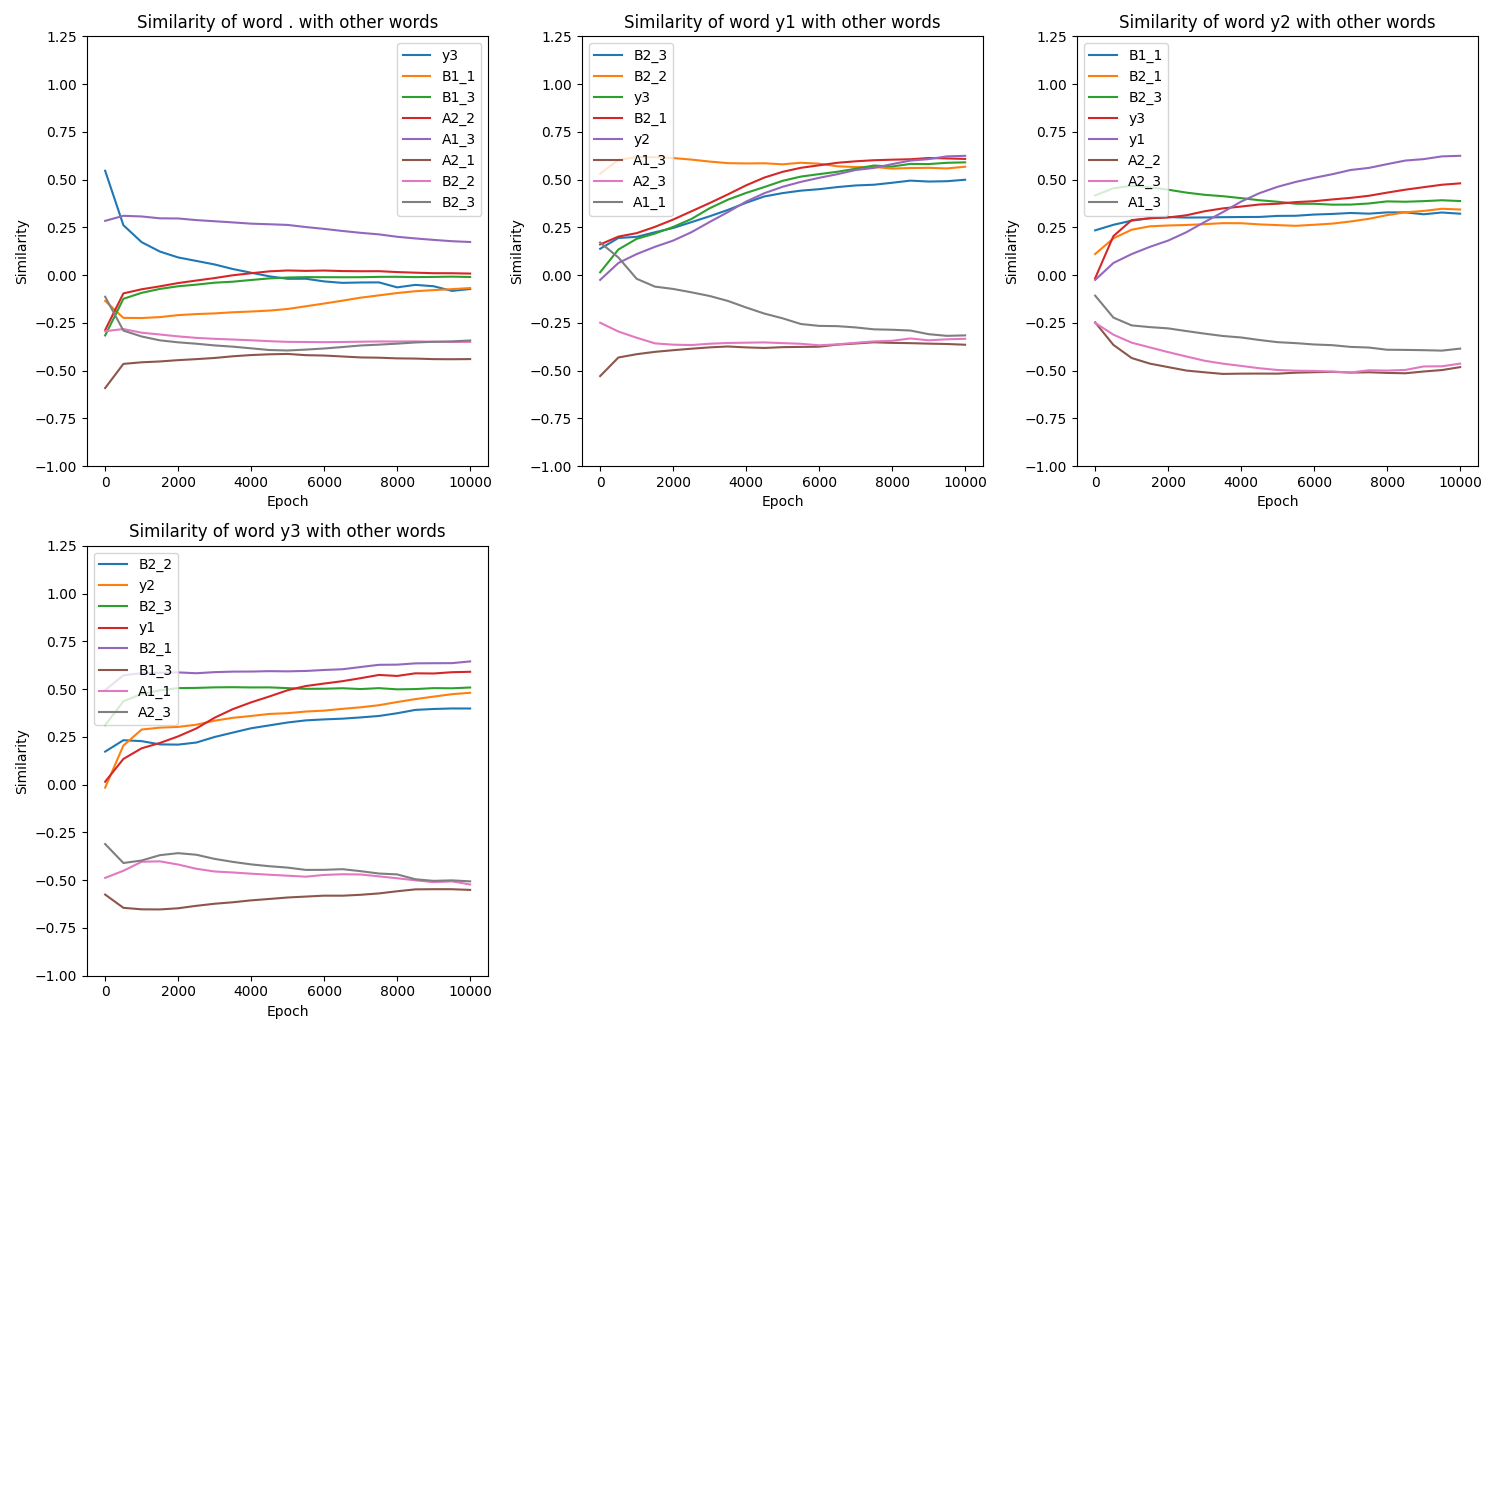 Similarity of word . with other words
1.25
1.00
0.75
0.50
0.25
0.00
−0.25
−0.50
−0.75
−1.00
Similarity
y3
B1_1
B1_3
A2_2
A1_3
A2_1
B2_2
B2_3
0 2000 4000 6000 8000 10000
Epoch
Similarity of word y1 with other words
1.25
1.00
0.75
0.50
0.25
0.00
−0.25
−0.50
−0.75
−1.00
Similarity
B2_3
B2_2
y3
B2_1
y2
A1_3
A2_3
A1_1
0 2000 4000 6000 8000 10000
Epoch
Similarity of word y2 with other words
1.25
1.00
0.75
0.50
0.25
0.00
−0.25
−0.50
−0.75
−1.00
Similarity
B1_1
B2_1
B2_3
y3
y1
A2_2
A2_3
A1_3
0 2000 4000 6000 8000 10000
Epoch
Similarity of word y3 with other words
1.25
1.00
0.75
0.50
0.25
0.00
−0.25
−0.50
−0.75
−1.00
Similarity
B2_2
y2
B2_3
y1
B2_1
B1_3
A1_1
A2_3
0 2000 4000 6000 8000 10000
Epoch